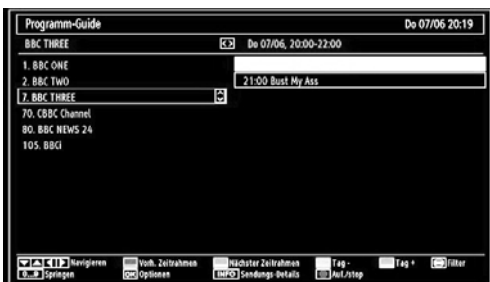 Programm-Guide Do 07/06 20:19
BBC THREE Do 07/06, 20:00-22:00
1. BBC ONE
2. BBC TWO 21:00 Bust My Ass
7. BBC THREE
70. CBBC Channel
80. BBC NEWS 24
105. BBCi
Navigieren Vorh. Zeitrahmen Nächster Zeitrahmen Tag - Tag + Filter
0...9 Springen OK Optionen INFO Sendungs-Details Auf./stop